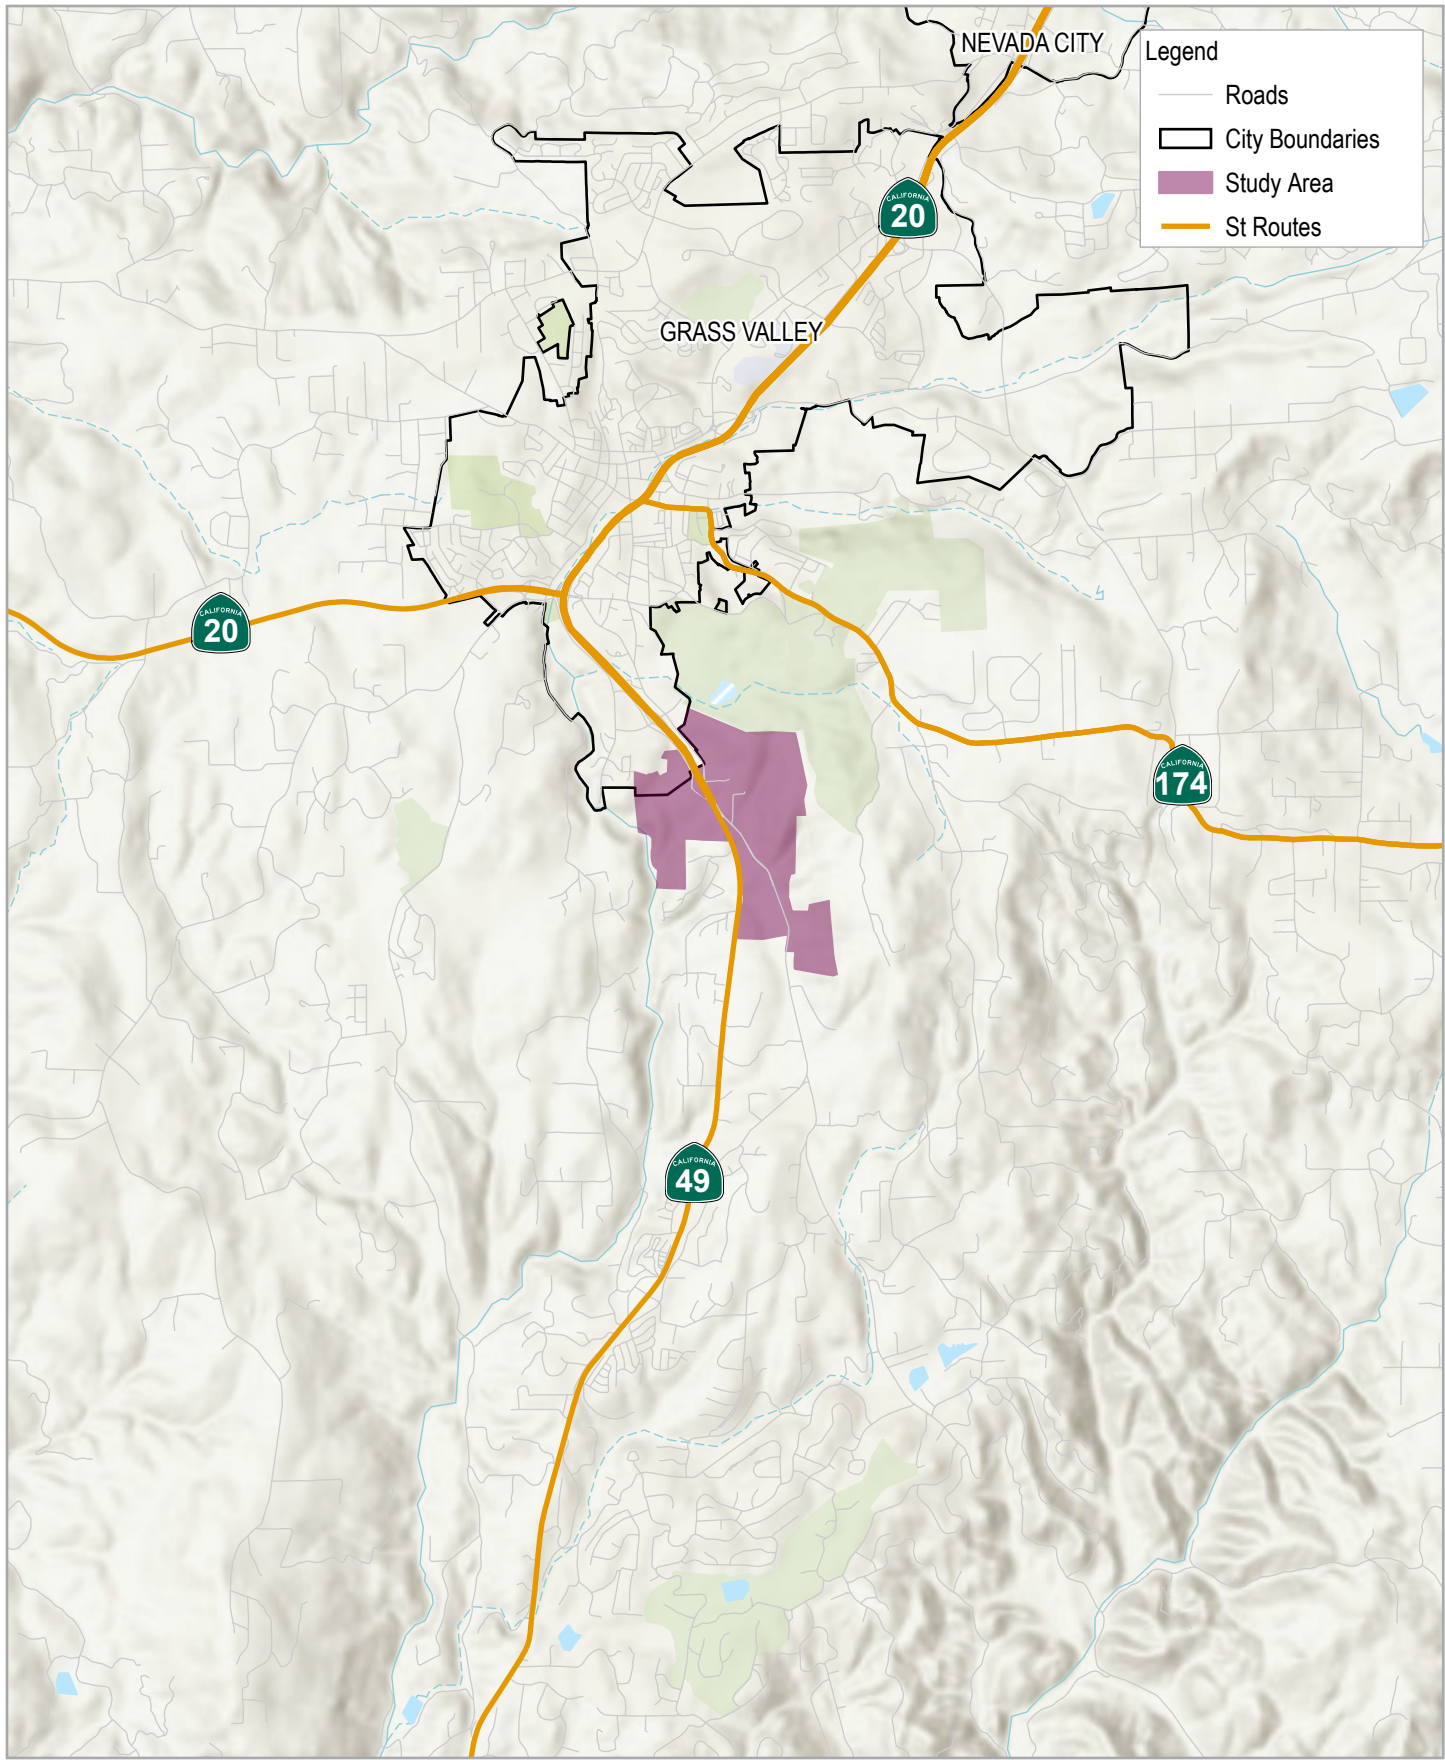 NEVADA CITY
Legend
Roads
City Boundaries
Study Area
St Routes
CALIFORNIA
20
GRASS VALLEY
CALIFORNIA
20
CALIFORNIA
174
CALIFORNIA
49